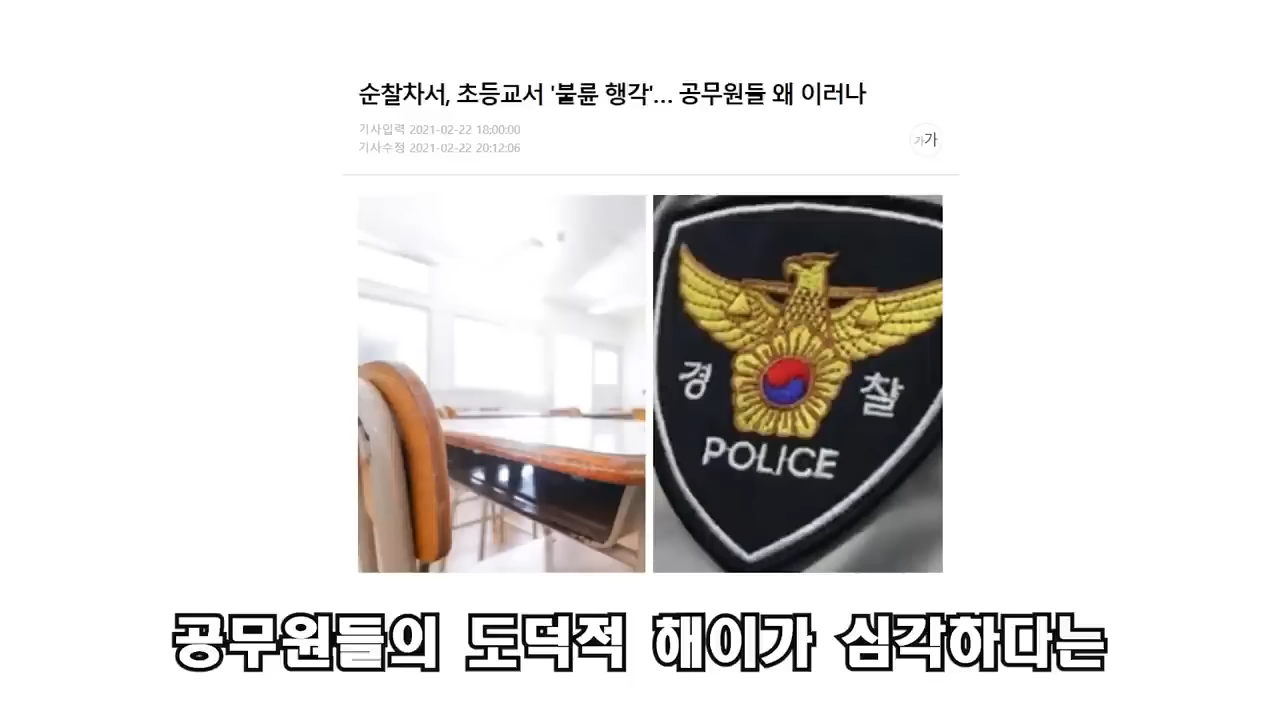 순찰차서, 초등교서 '불륜 행각'... 공무원들 왜 이러나
기사입력 2021-02-22 18:00:00
기사수정 2021-02-22 20:12:06
가가
경 찰
POLICE
공무원들의 도덕적 해이가 심각하다는